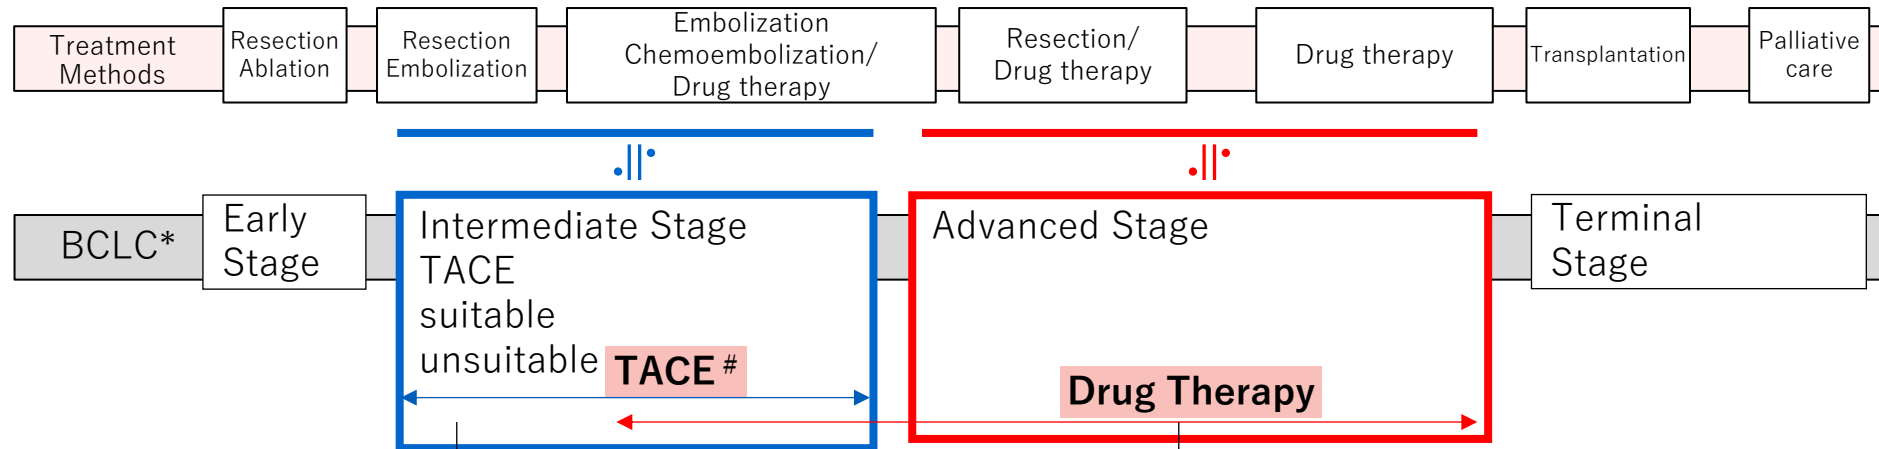 Treatment
Methods
Resection
Ablation
Resection
Embolization
Embolization
Chemoembolization/
Drug therapy
Resection/
Drug therapy
Drug therapy
Transplantation
Palliative
care
BCLC*
Early
Stage
Intermediate Stage
TACE
suitable
unsuitable
TACE #
Advanced Stage
Drug Therapy
Terminal
Stage